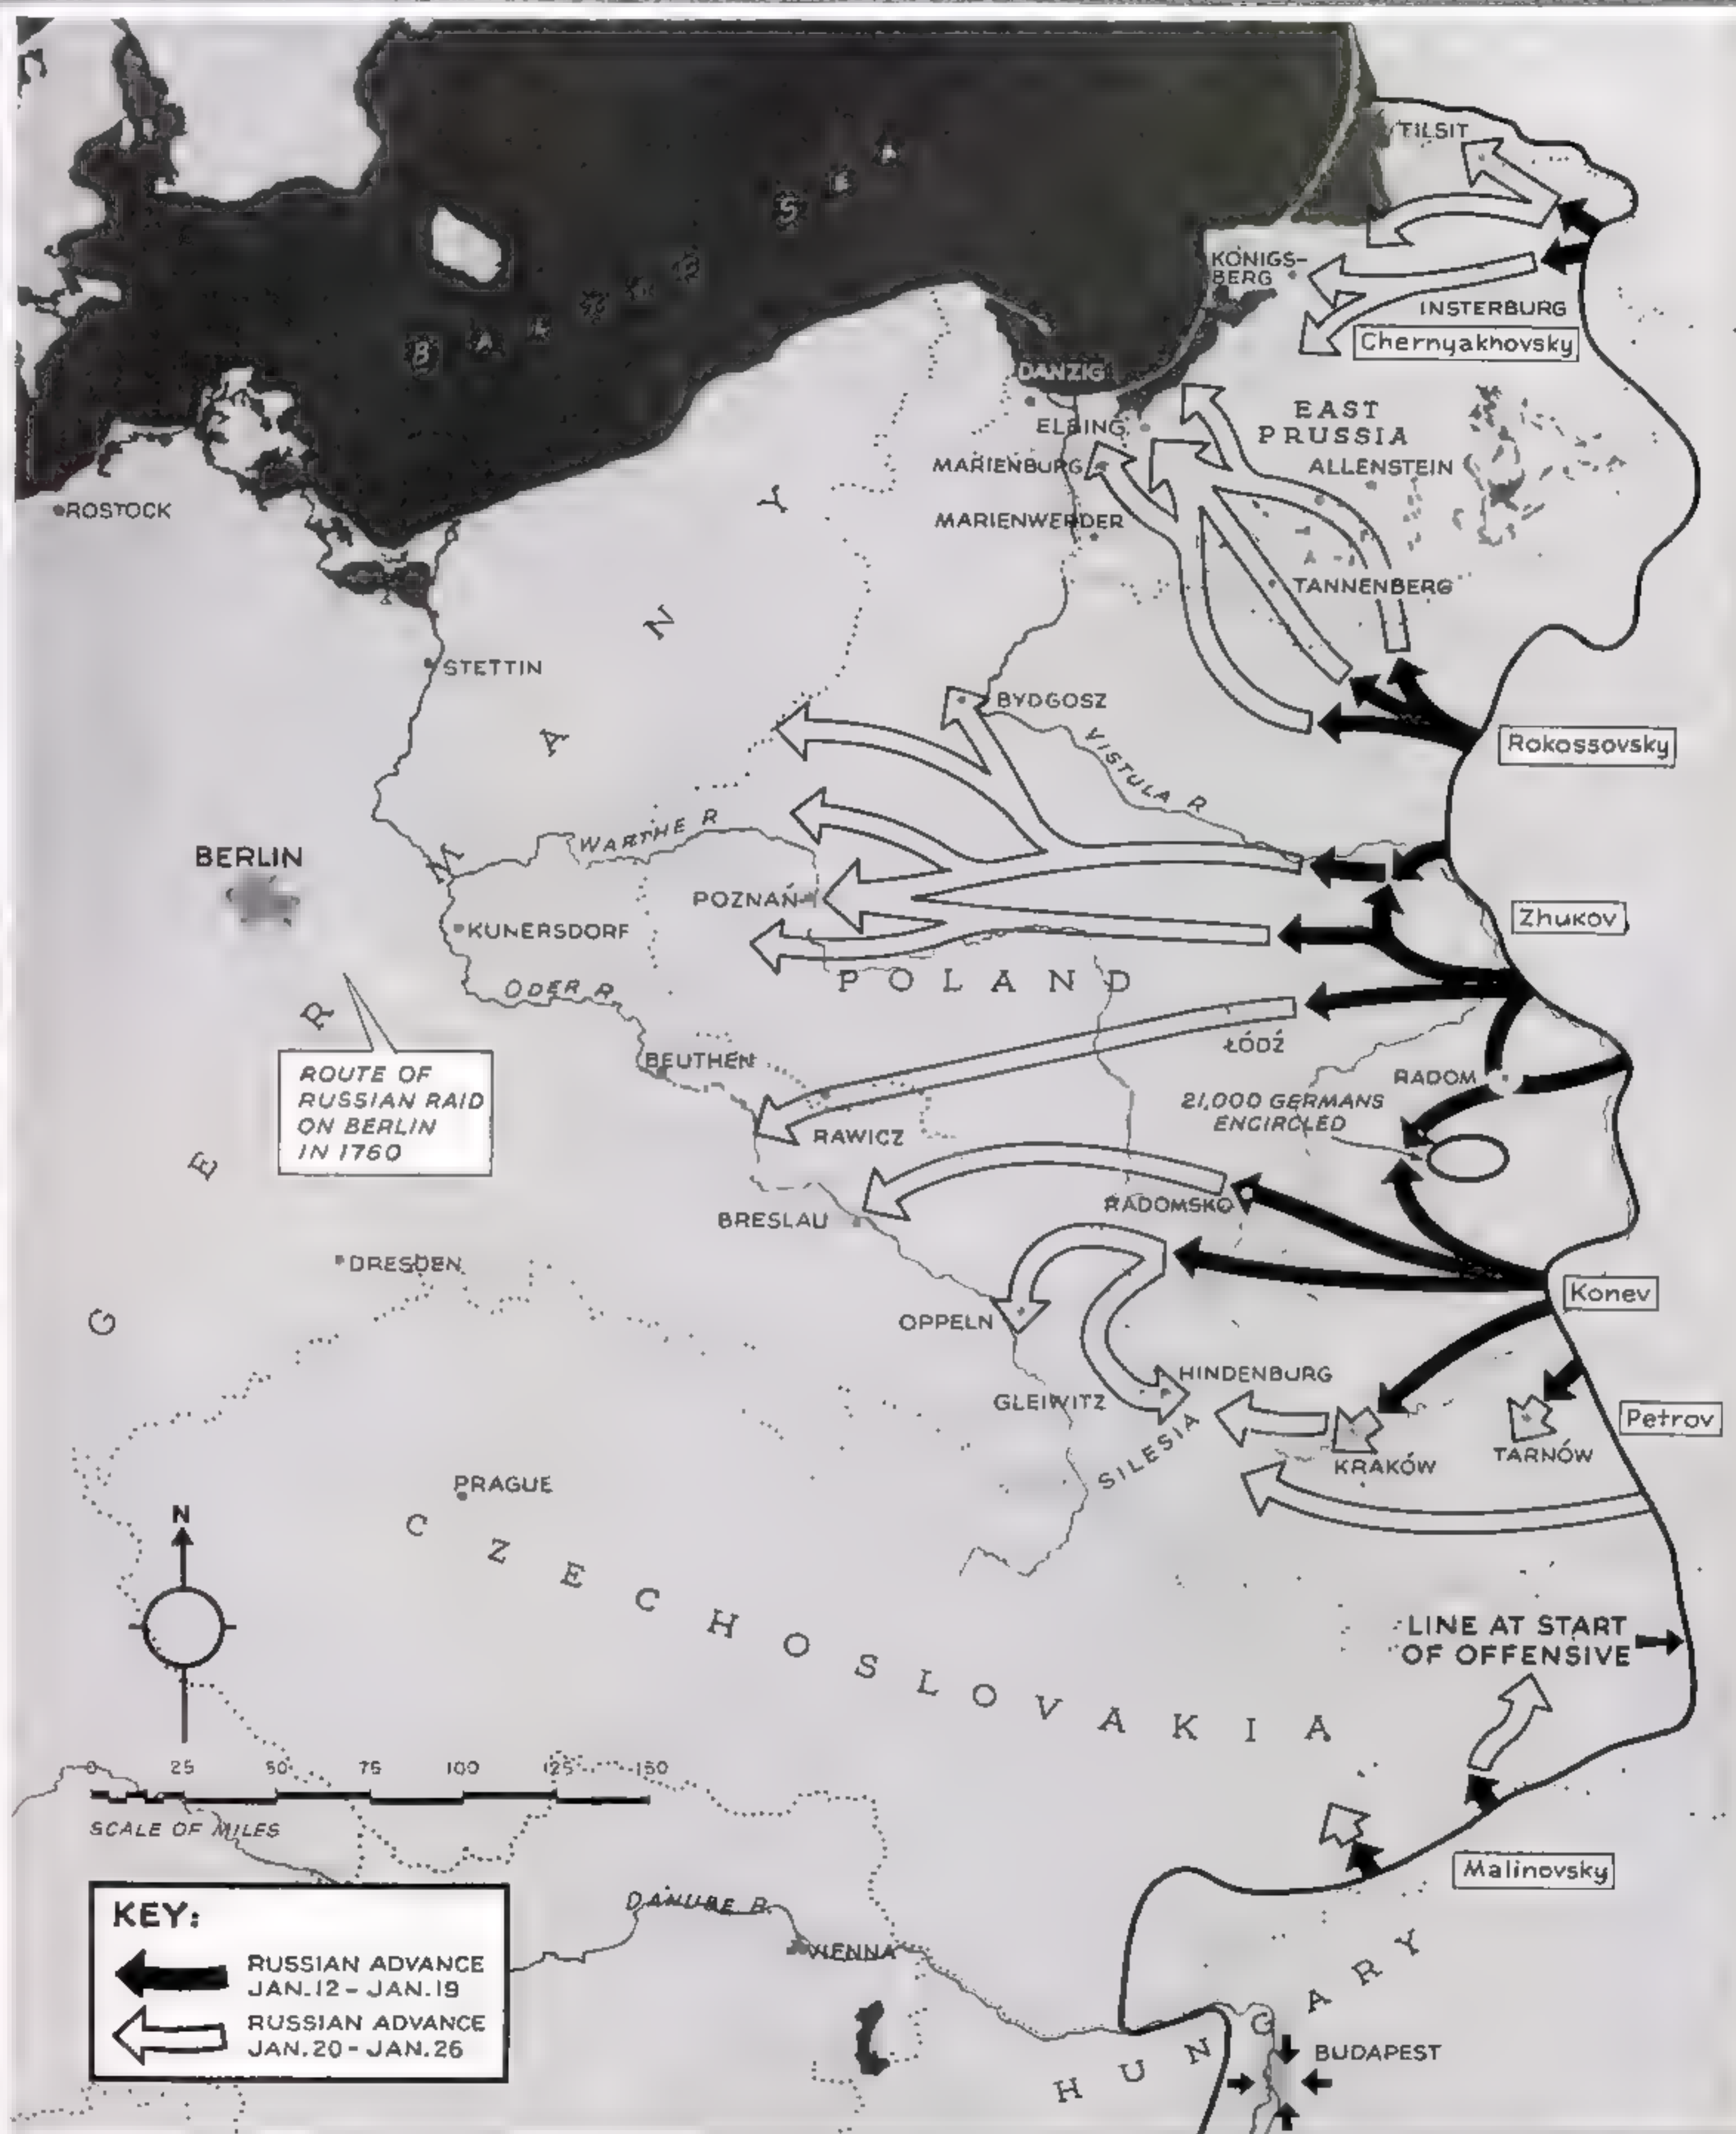 BALTIC SEA
TILSIT
KÖNIGS-
BERG
INSTERBURG
Chernyakhovsky
DANZIG
ELBING
EAST
PRUSSIA
MARIENBURG
ALLENSTEIN
MARIENWERDER
ROSTOCK
TANNENBERG
STETTIN
BYDGOSZ
VISTULA R
Rokossovsky
WARTHE R
BERLIN
POZNAŃ
Zhukov
KUNERSDORF
POLAND
ODER R
GERMANY
ŁÓDŹ
BEUTHEN
RADOM
ROUTE OF
RUSSIAN RAID
ON BERLIN
IN 1760
21,000 GERMANS
ENCIRCLED
RAWICZ
RADOMSKO
BRESLAU
DRESDEN
Konev
OPPELN
HINDENBURG
GLEIWITZ
SILESIA
Petrov
KRAKÓW
TARNÓW
PRAGUE
CZECHOSLOVAKIA
N
LINE AT START
OF OFFENSIVE
0 25 50 75 100 125 150
SCALE OF MILES
Malinovsky
DANUBE R.
VIENNA
HUNGARY
BUDAPEST
KEY:
RUSSIAN ADVANCE
JAN.12-JAN.19
RUSSIAN ADVANCE
JAN.20-JAN.26